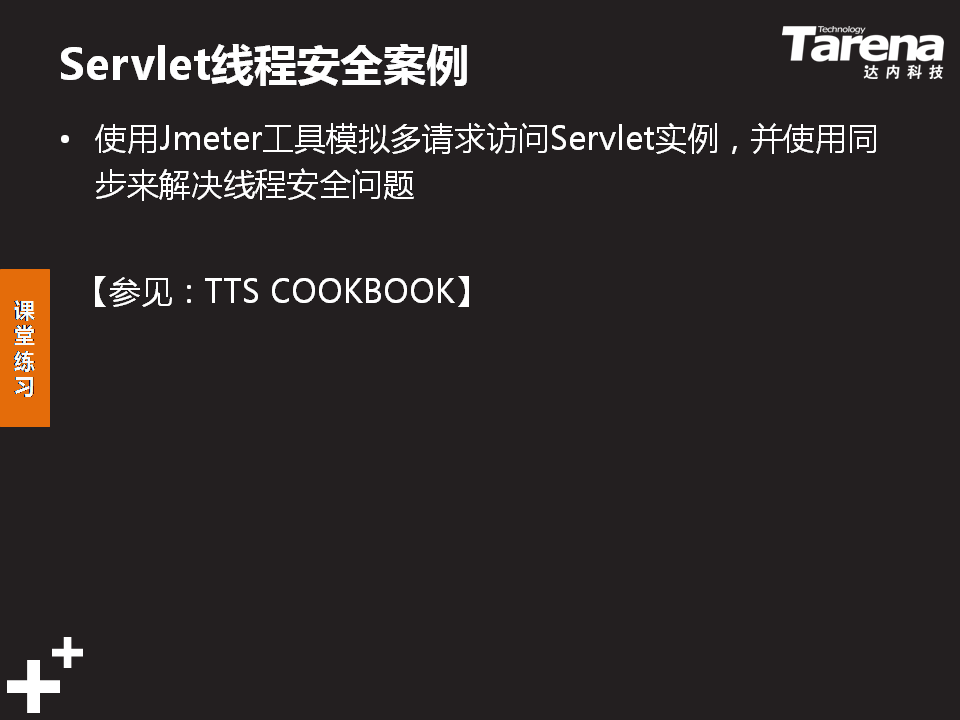 Servlet线程安全案例
Technology
Tarena
达内科技
• 使用Jmeter工具模拟多请求访问Servlet实例，并使用同
步来解决线程安全问题
【参见：TTS COOKBOOK】
课
堂
练
习